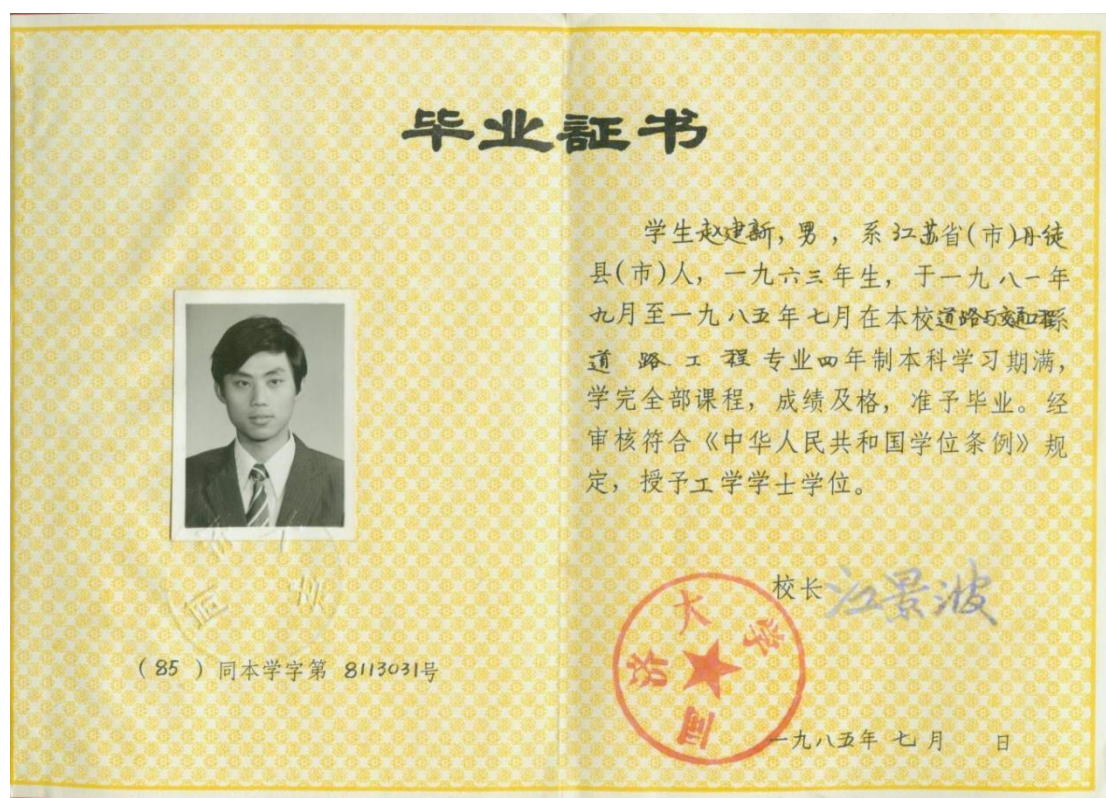 毕业証书
学生赵建新，男，系江苏省(市)丹徒
县(市)人，一九六三年生，于一九八一年
九月至一九八五年七月在本校道路与交通工程系
道路工程专业四年制本科学习期满，
学完全部课程，成绩及格，准予毕业。经
审核符合《中华人民共和国学位条例》规
定，授予工学学士学位。
校长 江景波
同济大学
(85)同本学字第8113031号
一九八五年七月 日